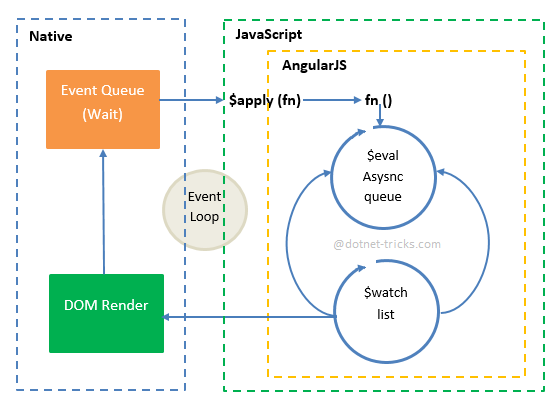 Native
JavaScript
AngularJS
Event Queue
(Wait)
$apply (fn)
fn ()
$eval
Asysnc
queue
Event
Loop
@dotnet-tricks.com
DOM Render
$watch
list